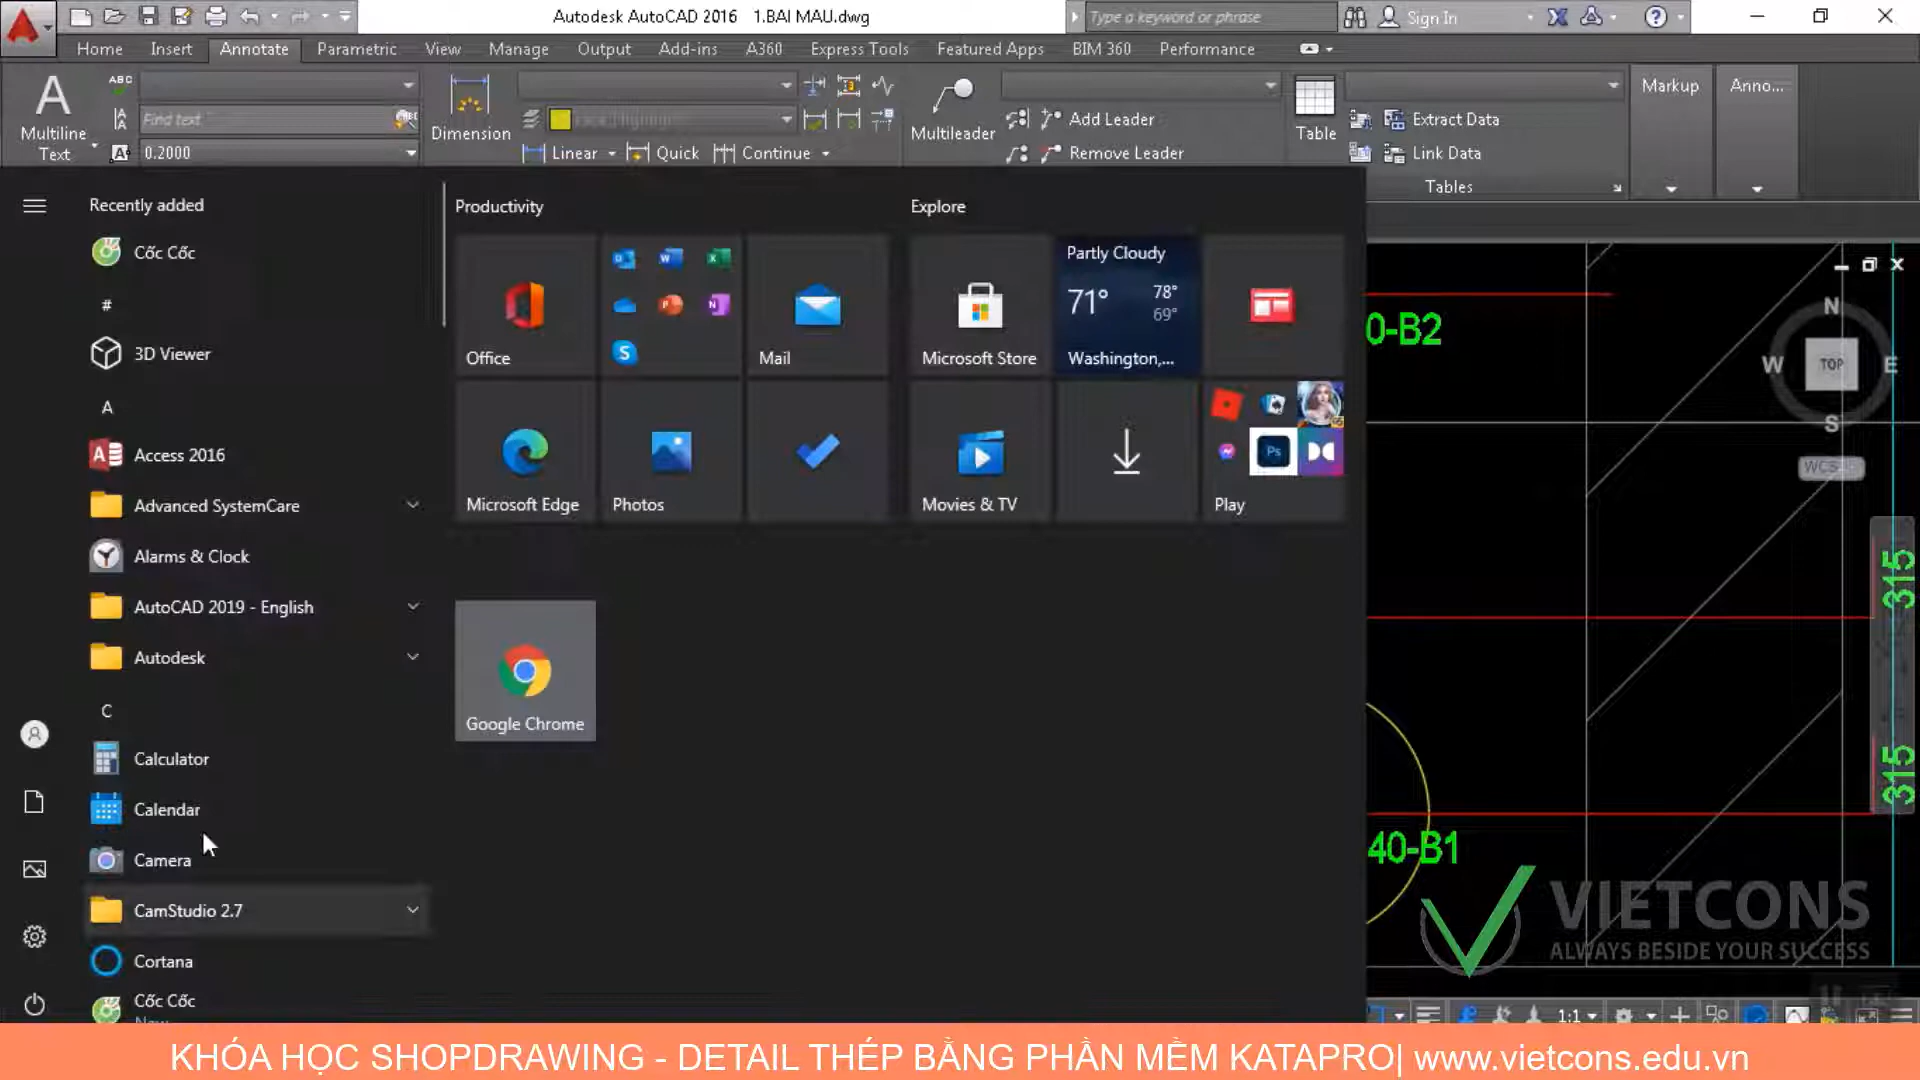 Autodesk AutoCAD 2016 1.BAI MAU.dwg
Type a keyword or phrase
Sign In
Home Insert Annotate Parametric View Manage Output Add-ins A360 Express Tools Featured Apps BIM 360 Performance
Multiline
Text
ABC
Find text
0.2000
Dimension
Linear Quick Continue
Multileader
Add Leader
Remove Leader
Table
Extract Data
Link Data
Tables
Markup
Anno...
Recently added
Cốc Cốc
#
3D Viewer
A
Access 2016
Advanced SystemCare
Alarms & Clock
AutoCAD 2019 - English
Autodesk
C
Calculator
Calendar
Camera
CamStudio 2.7
Cortana
Cốc Cốc
Productivity
Office
Mail
Microsoft Edge
Photos
Google Chrome
Explore
Microsoft Store
Partly Cloudy
71° 78°
69°
Washington,...
Movies & TV
Play
Ps
0-B2
N
W TOP E
S
WCS
315
315
40-B1
VIETCONS
ALWAYS BESIDE YOUR SUCCESS
1:1
KHÓA HỌC SHOPDRAWING - DETAIL THÉP BẰNG PHẦN MỀM KATAPRO| www.vietcons.edu.vn